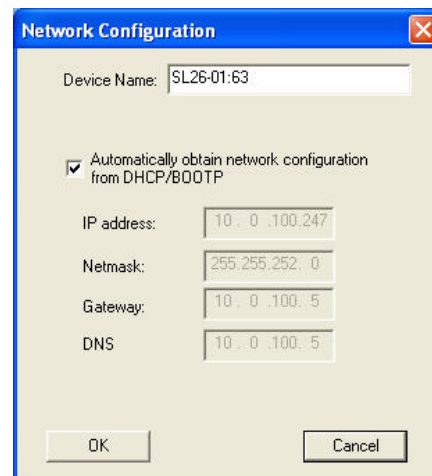 Network Configuration
Device Name: SL26-01:63
Automatically obtain network configuration
from DHCP/BOOTP
IP address: 10 . 0 .100.247
Netmask: 255.255.252. 0
Gateway: 10 . 0 .100. 5
DNS 10 . 0 .100. 5
OK Cancel